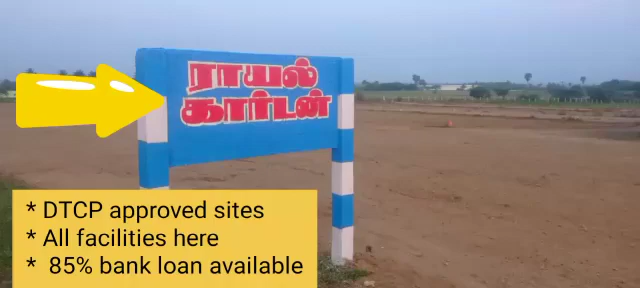 ராயல்
கார்டன்
* DTCP approved sites
* All facilities here
* 85% bank loan available